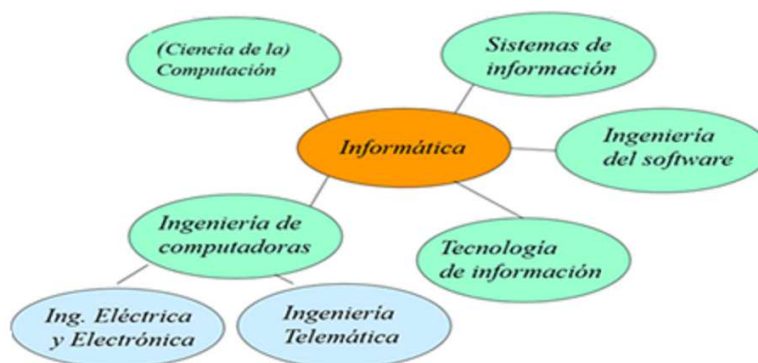 (Ciencia de la)
Computación
Sistemas de
información
Informática
Ingeniería
del software
Ingeniería de
computadoras
Tecnología
de información
Ing. Eléctrica
y Electrónica
Ingeniería
Telemática